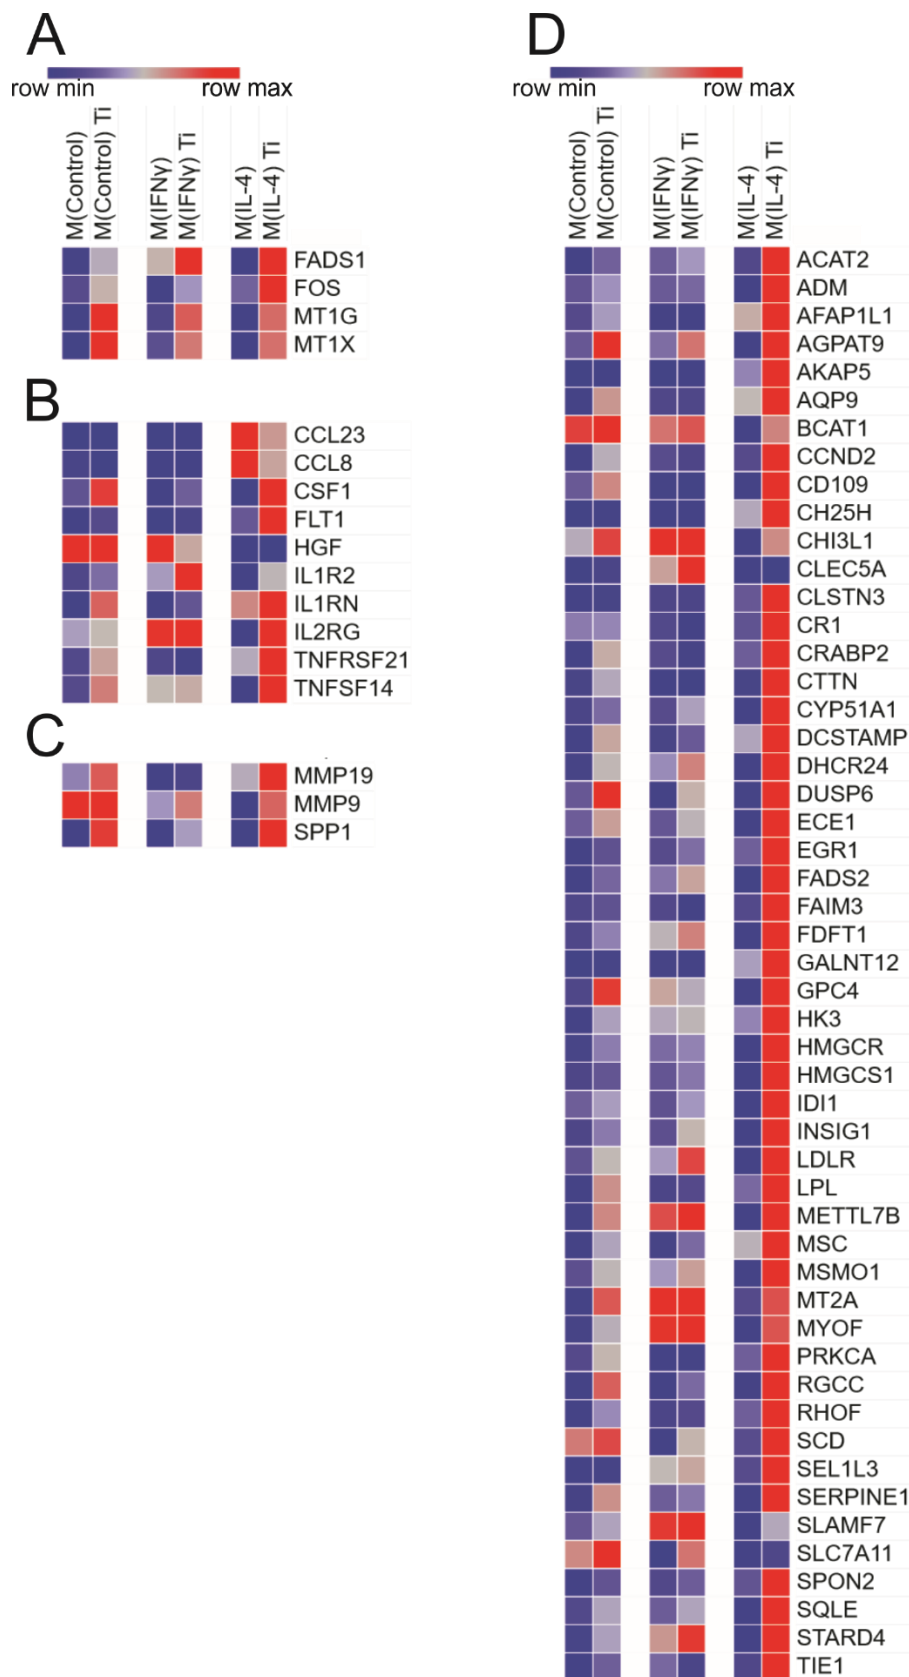 A
row min
row max
M(Control)
M(Control) Ti
M(IFNγ)
M(IFNγ) Ti
M(IL-4)
M(IL-4) Ti
FADS1
FOS
MT1G
MT1X
B
CCL23
CCL8
CSF1
FLT1
HGF
IL1R2
IL1RN
IL2RG
TNFRSF21
TNFSF14
C
MMP19
MMP9
SPP1
D
row min
row max
M(Control)
M(Control) Ti
M(IFNγ)
M(IFNγ) Ti
M(IL-4)
M(IL-4) Ti
ACAT2
ADM
AFAP1L1
AGPAT9
AKAP5
AQP9
BCAT1
CCND2
CD109
CH25H
CHI3L1
CLEC5A
CLSTN3
CR1
CRABP2
CTTN
CYP51A1
DCSTAMP
DHCR24
DUSP6
ECE1
EGR1
FADS2
FAIM3
FDFT1
GALNT12
GPC4
HK3
HMGCR
HMGCS1
IDI1
INSIG1
LDLR
LPL
METTL7B
MSC
MSMO1
MT2A
MYOF
PRKCA
RGCC
RHOF
SCD
SEL1L3
SERPINE1
SLAMF7
SLC7A11
SPON2
SQLE
STARD4
TIE1